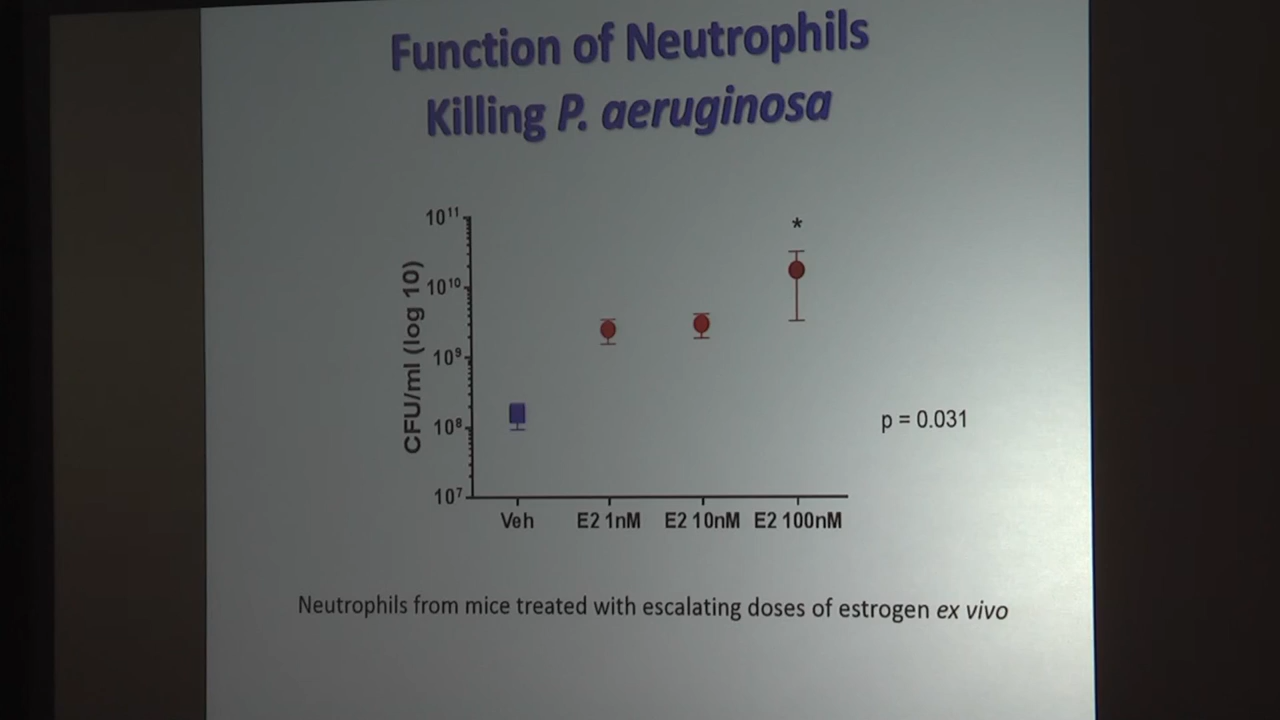 Function of Neutrophils
Killing P. aeruginosa
*
10¹¹
10¹⁰
10⁹
10⁸
10⁷
CFU/ml (log 10)
p = 0.031
Veh E2 1nM E2 10nM E2 100nM
Neutrophils from mice treated with escalating doses of estrogen ex vivo